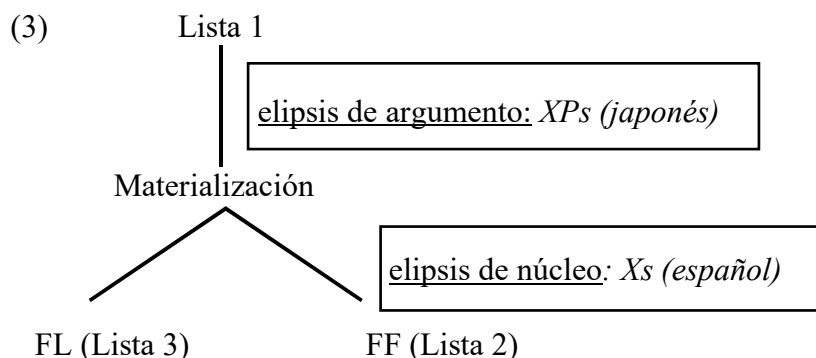 (3) Lista 1
elipsis de argumento: XPs (japonés)
Materialización
elipsis de núcleo: Xs (español)
FL (Lista 3) FF (Lista 2)